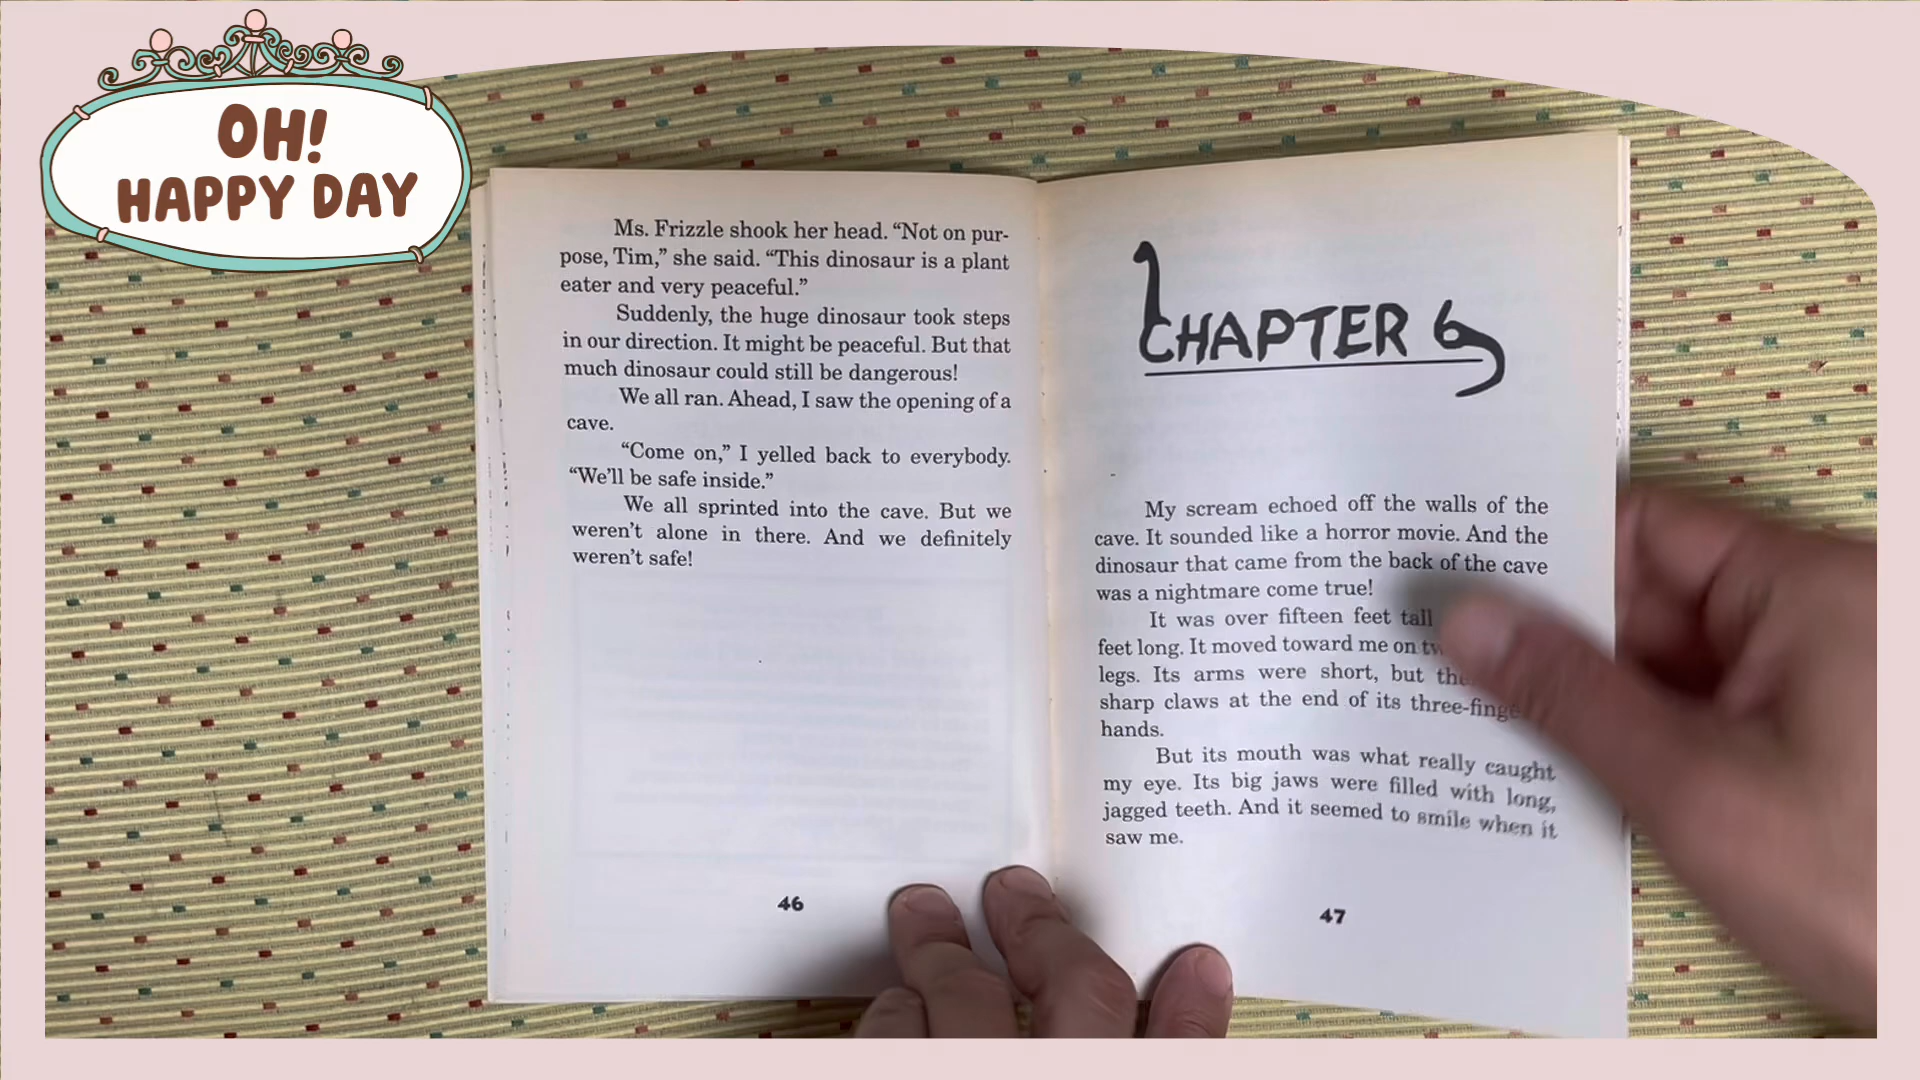 OH!
HAPPY DAY
Ms. Frizzle shook her head. “Not on pur-
pose, Tim,” she said. “This dinosaur is a plant
eater and very peaceful.”
Suddenly, the huge dinosaur took steps
in our direction. It might be peaceful. But that
much dinosaur could still be dangerous!
We all ran. Ahead, I saw the opening of a
cave.
“Come on,” I yelled back to everybody.
“We’ll be safe inside.”
We all sprinted into the cave. But we
weren’t alone in there. And we definitely
weren’t safe!
46
CHAPTER 6
My scream echoed off the walls of the
cave. It sounded like a horror movie. And the
dinosaur that came from the back of the cave
was a nightmare come true!
It was over fifteen feet tall
feet long. It moved toward me on
legs. Its arms were short, but
sharp claws at the end of its
hands.
But its mouth was what really caught
my eye. Its big jaws were filled with long,
jagged teeth. And it seemed to smile when it
saw me.
47